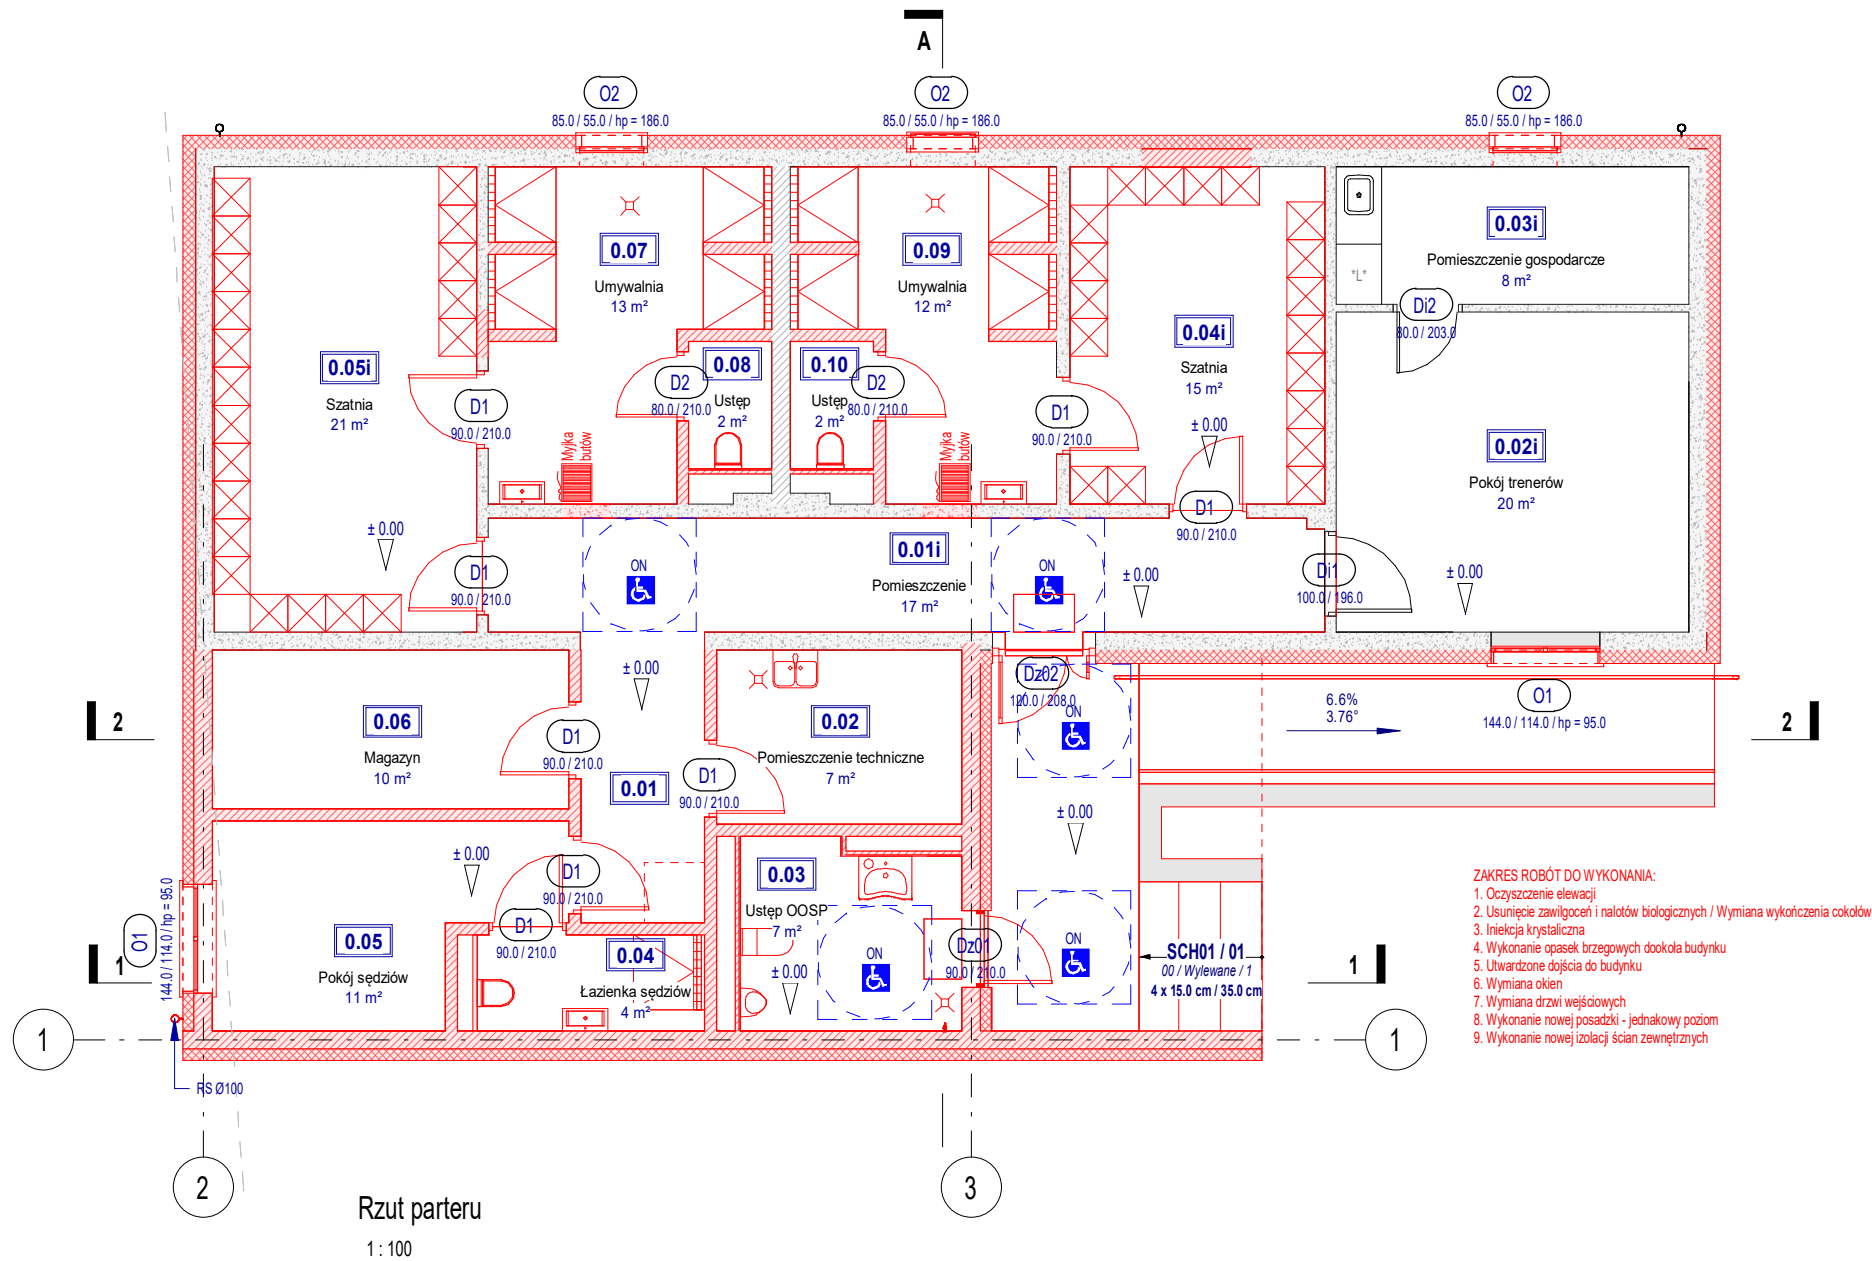 A
O2
85.0 / 55.0 / hp = 186.0
O2
85.0 / 55.0 / hp = 186.0
O2
85.0 / 55.0 / hp = 186.0
0.07
Umywalnia
13 m²
0.09
Umywalnia
12 m²
0.03i
Pomieszczenie gospodarcze
8 m²
*L*
Di2
80.0 / 203.0
0.05i
Szatnia
21 m²
0.08
Ustęp
2 m²
0.10
Ustęp
2 m²
0.04i
Szatnia
15 m²
± 0.00
D2
80.0 / 210.0
D2
80.0 / 210.0
D1
90.0 / 210.0
D1
90.0 / 210.0
Myjka
butów
Myjka
butów
0.02i
Pokój trenerów
20 m²
± 0.00
D1
90.0 / 210.0
± 0.00
D1
90.0 / 210.0
ON
0.01i
Pomieszczenie
17 m²
ON
± 0.00
Di1
100.0 / 196.0
± 0.00
Dz02
120.0 / 208.0
ON
6.6%
3.76°
O1
144.0 / 114.0 / hp = 95.0
2
2
0.06
Magazyn
10 m²
D1
90.0 / 210.0
0.02
Pomieszczenie techniczne
7 m²
D1
90.0 / 210.0
0.01
± 0.00
± 0.00
D1
90.0 / 210.0
0.03
Ustęp OOSP
7 m²
± 0.00
ON
Dz01
90.0 / 210.0
ON
D1
90.0 / 210.0
0.04
Łazienka sędziów
4 m²
0.05
Pokój sędziów
11 m²
O1
144.0 / 114.0 / hp = 95.0
1
1
SCH01 / 01
00 / Wylewane / 1
4 x 15.0 cm / 35.0 cm
ZAKRES ROBÓT DO WYKONANIA:
1. Oczyszczenie elewacji
2. Usunięcie zawilgoceń i nalotów biologicznych / Wymiana wykończenia cokołów
3. Iniekcja krystaliczna
4. Wykonanie opasek brzegowych dookoła budynku
5. Utwardzone dojścia do budynku
6. Wymiana okien
7. Wymiana drzwi wejściowych
8. Wykonanie nowej posadzki - jednakowy poziom
9. Wykonanie nowej izolacji ścian zewnętrznych
1
1
RS Ø100
2
3
Rzut parteru
1 : 100